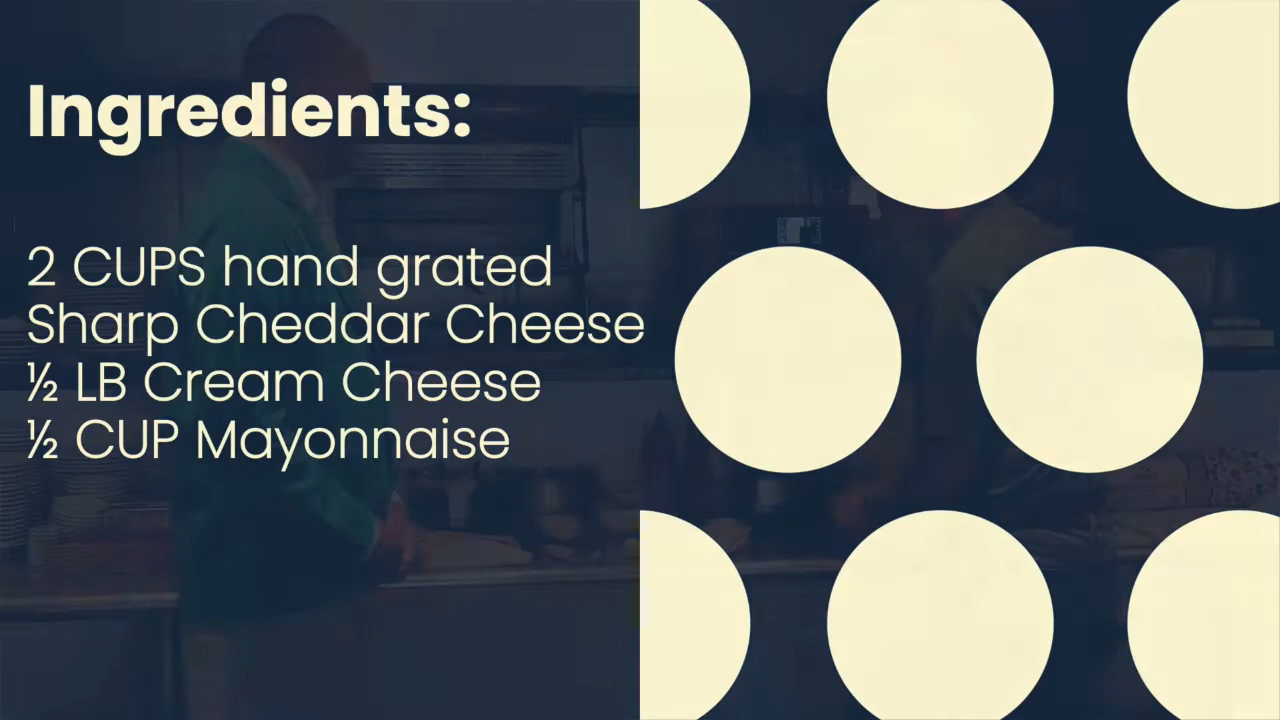 Ingredients:
2 CUPS hand grated
Sharp Cheddar Cheese
½ LB Cream Cheese
½ CUP Mayonnaise